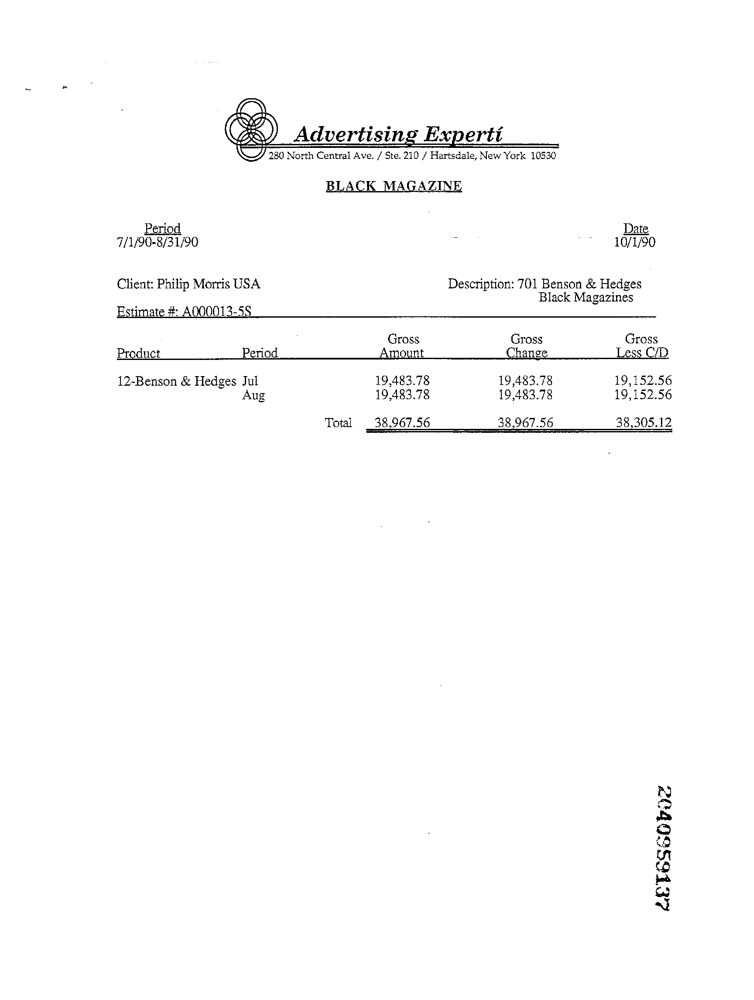 Advertising Expertí
280 North Central Ave. / Ste. 210 / Hartsdale, New York 10530
BLACK MAGAZINE
Period Date
7/1/90-8/31/90 10/1/90
Client: Philip Morris USA Description: 701 Benson & Hedges
Black Magazines
Estimate #: A000013-5S
Gross Gross Gross
Product Period Amount Change Less C/D
12-Benson & Hedges Jul 19,483.78 19,483.78 19,152.56
Aug 19,483.78 19,483.78 19,152.56
Total 38,967.56 38,967.56 38,305.12
2040959137